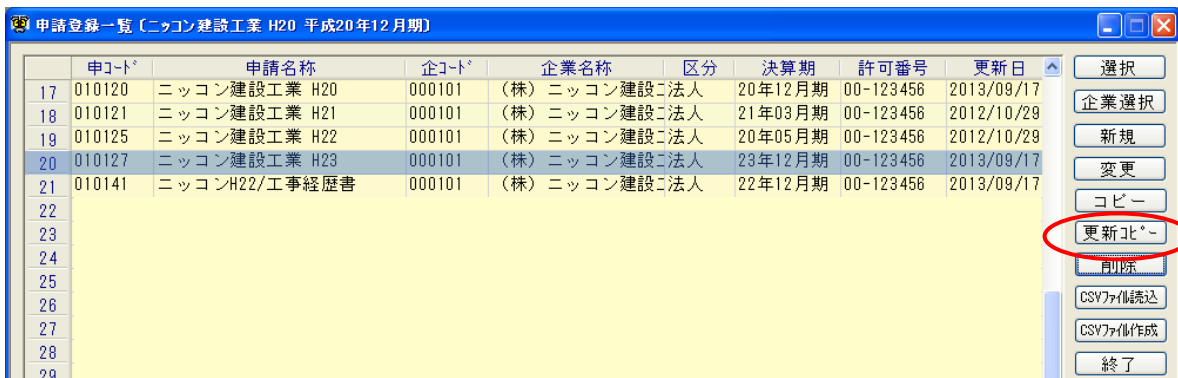 申請登録一覧〔ニッコン建設工業 H20 平成20年12月期〕
申ｺｰﾄﾞ 申請名称 企ｺｰﾄﾞ 企業名称 区分 決算期 許可番号 更新日
17 010120 ニッコン建設工業 H20 000101 （株） ニッコン建設工 法人 20年12月期 00-123456 2013/09/17
18 010121 ニッコン建設工業 H21 000101 （株） ニッコン建設工 法人 21年03月期 00-123456 2012/10/29
19 010125 ニッコン建設工業 H22 000101 （株） ニッコン建設工 法人 20年05月期 00-123456 2012/10/29
20 010127 ニッコン建設工業 H23 000101 （株） ニッコン建設工 法人 23年12月期 00-123456 2013/09/17
21 010141 ニッコンH22/工事経歴書 000101 （株） ニッコン建設工 法人 22年12月期 00-123456 2013/09/17
22
23
24
25
26
27
28
29
選択
企業選択
新規
変更
コピー
更新ｺﾋﾟｰ
削除
CSVﾌｧｲﾙ読込
CSVﾌｧｲﾙ作成
終了